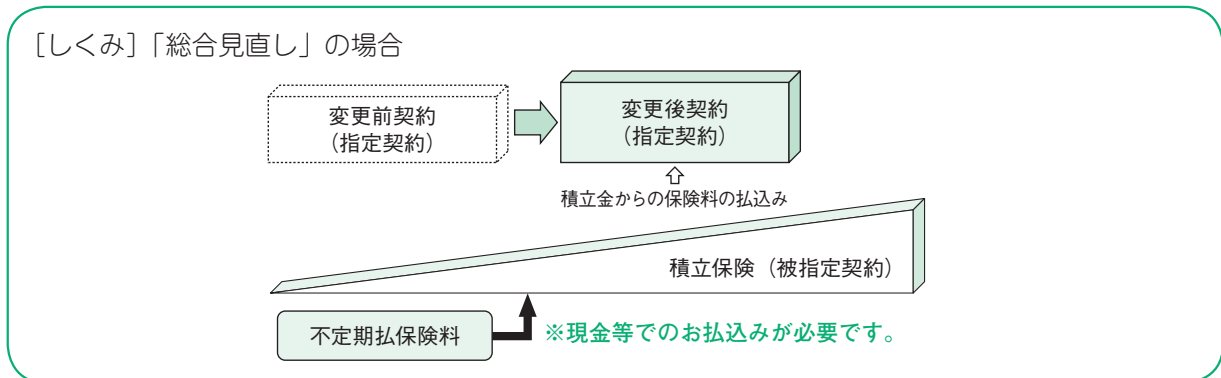 [しくみ]「総合見直し」の場合
変更前契約
(指定契約)
変更後契約
(指定契約)
積立金からの保険料の払込み
積立保険(被指定契約)
不定期払保険料
※現金等でのお払込みが必要です。